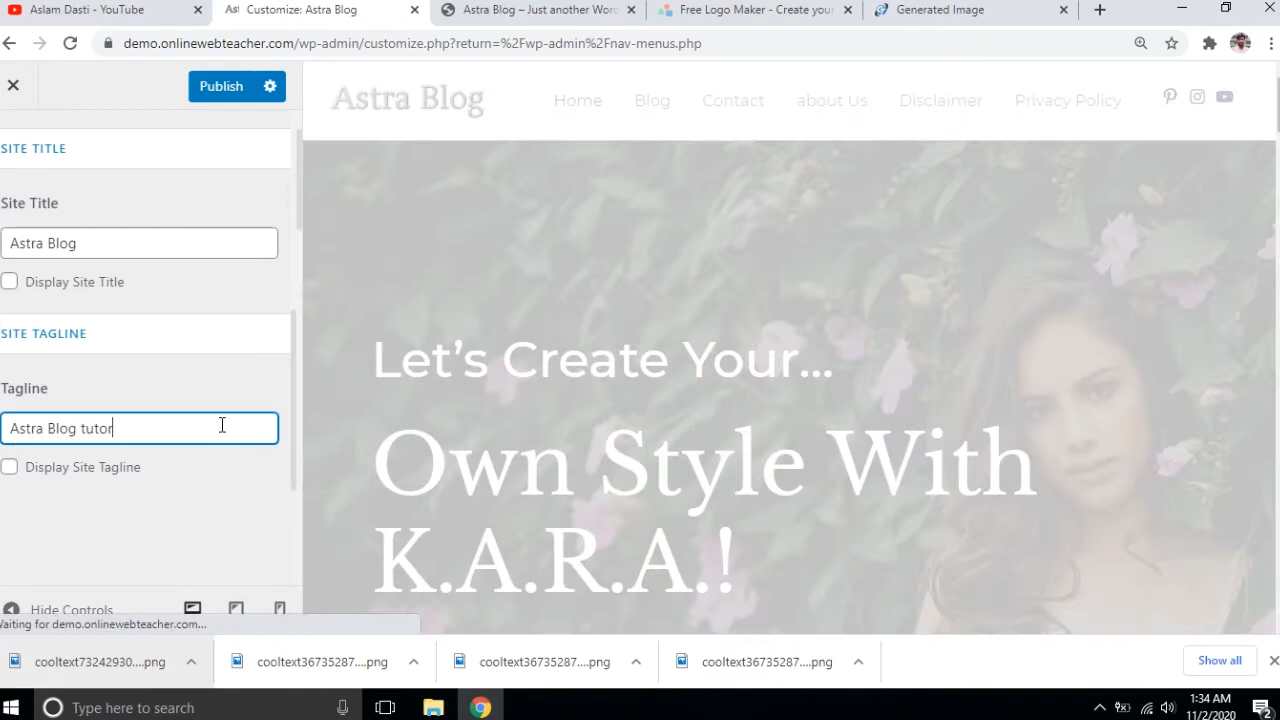 Aslam Dasti - YouTube
Customize: Astra Blog
Astra Blog – Just another Wor
Free Logo Maker - Create your
Generated Image
demo.onlinewebteacher.com/wp-admin/customize.php?return=%2Fwp-admin%2Fnav-menus.php
Publish
Astra Blog
Home
Blog
Contact
about Us
Disclaimer
Privacy Policy
SITE TITLE
Site Title
Astra Blog
Display Site Title
SITE TAGLINE
Tagline
Astra Blog tutor
Display Site Tagline
Let's Create Your...
Own Style With
K.A.R.A.!
Hide Controls
Waiting for demo.onlinewebteacher.com...
cooltext73242930....png
cooltext36735287....png
cooltext36735287....png
cooltext36735287....png
Show all
Type here to search
1:34 AM
11/2/2020
2